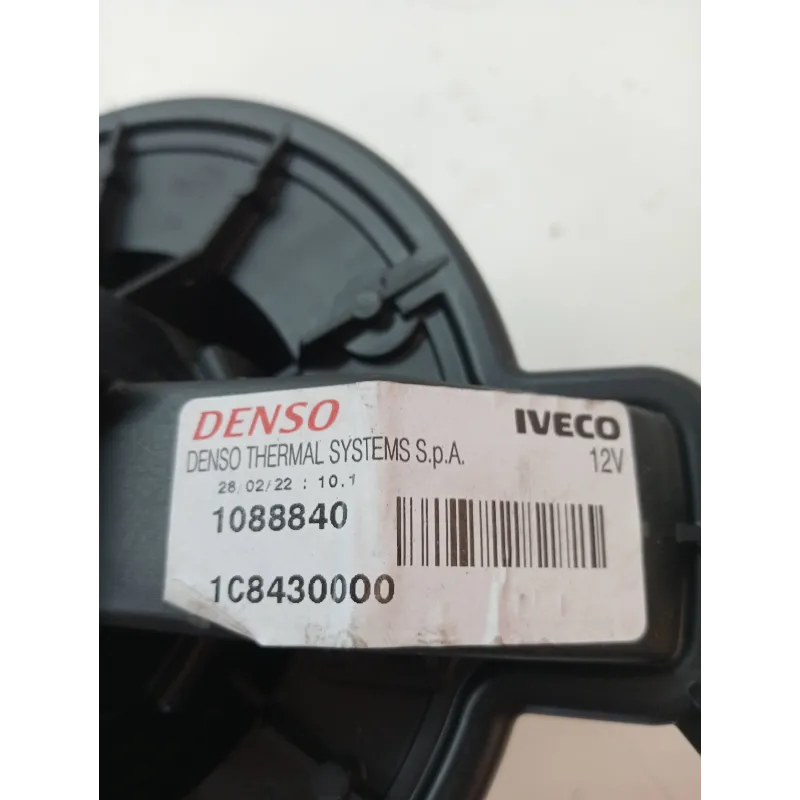 DENSO IVECO
DENSO THERMAL SYSTEMS S.p.A. 12V
28/02/22 : 10.1
1088840
1C8430000